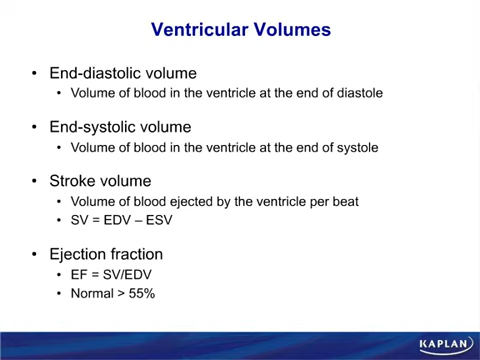 Ventricular Volumes
• End-diastolic volume
• Volume of blood in the ventricle at the end of diastole
• End-systolic volume
• Volume of blood in the ventricle at the end of systole
• Stroke volume
• Volume of blood ejected by the ventricle per beat
• SV = EDV – ESV
• Ejection fraction
• EF = SV/EDV
• Normal > 55%
KAPLAN